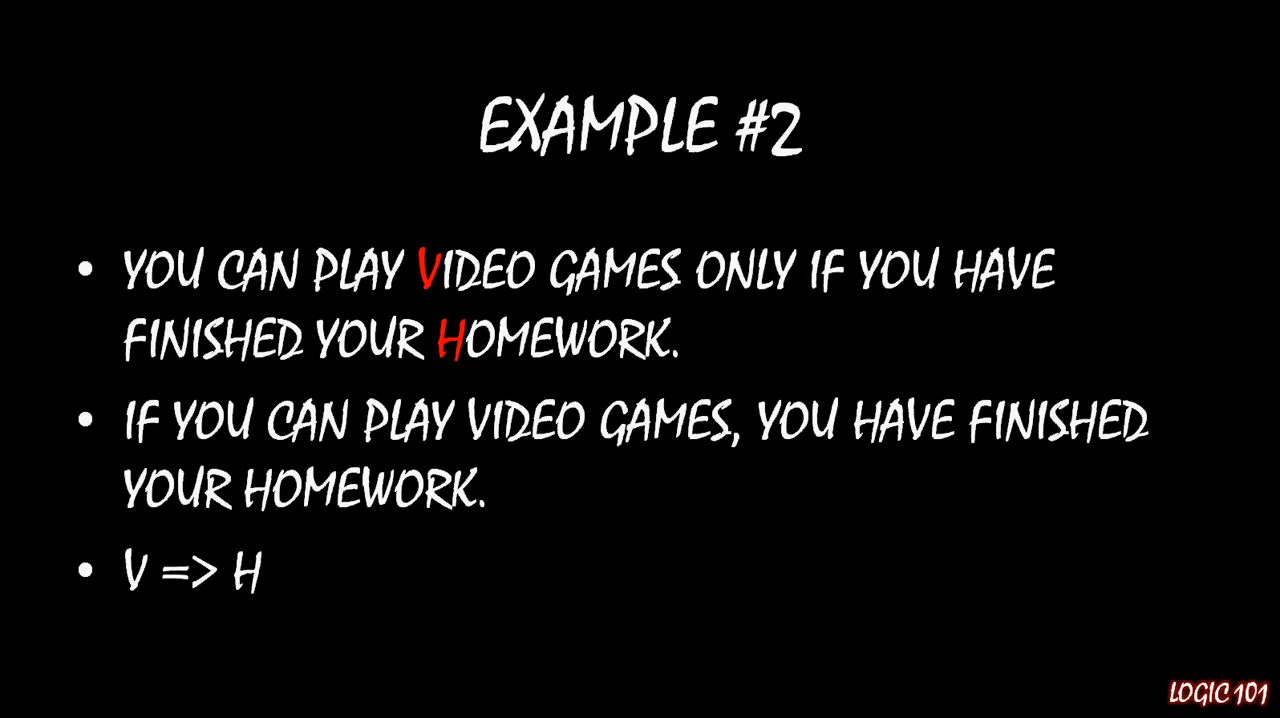 EXAMPLE #2
• YOU CAN PLAY VIDEO GAMES ONLY IF YOU HAVE
FINISHED YOUR HOMEWORK.
• IF YOU CAN PLAY VIDEO GAMES, YOU HAVE FINISHED
YOUR HOMEWORK.
• V => H
LOGIC 101